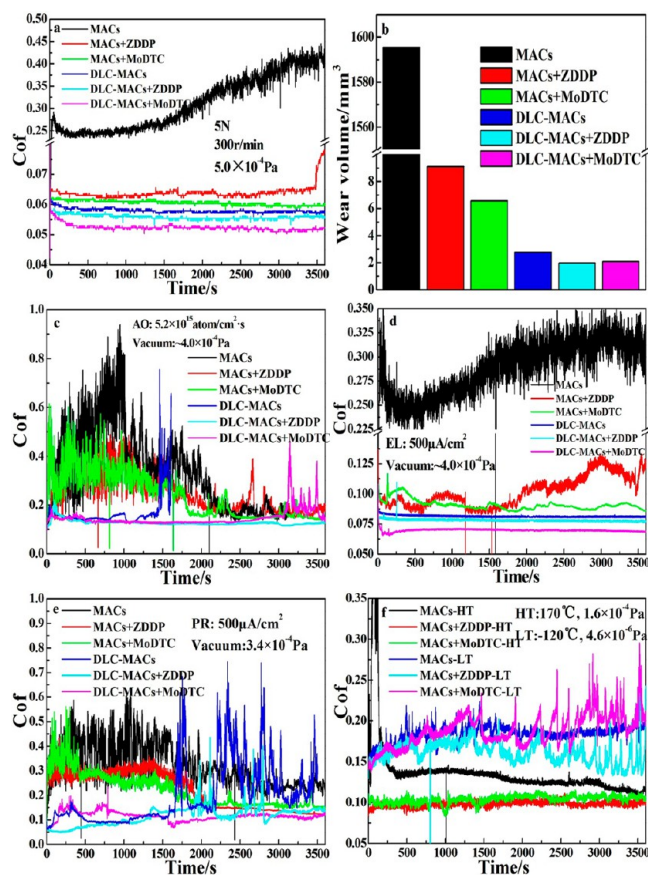 a
0.50
0.45
0.40
0.35
0.30
0.25
0.07
0.06
0.05
0.04
Cof
MACs
MACs+ZDDP
MACs+MoDTC
DLC-MACs
DLC-MACs+ZDDP
DLC-MACs+MoDTC
5N
300r/min
5.0×10⁻⁴Pa
0 500 1000 1500 2000 2500 3000 3500
Time/s
b
1600
1590
1580
1560
8
6
4
2
0
Wear volume/mm³
MACs
MACs+ZDDP
MACs+MoDTC
DLC-MACs
DLC-MACs+ZDDP
DLC-MACs+MoDTC
c
1.0
0.8
0.6
0.4
0.2
0.0
Cof
AO: 5.2×10¹⁵atom/cm²·s
Vacuum:~4.0×10⁻⁴Pa
MACs
MACs+ZDDP
MACs+MoDTC
DLC-MACs
DLC-MACs+ZDDP
DLC-MACs+MoDTC
0 500 1000 1500 2000 2500 3000 3500
Time/s
d
0.350
0.325
0.300
0.275
0.250
0.125
0.100
0.075
0.050
Cof
MACs
MACs+ZDDP
MACs+MoDTC
DLC-MACs
DLC-MACs+ZDDP
DLC-MACs+MoDTC
EL: 500μA/cm²
Vacuum:~4.0×10⁻⁴Pa
0 500 1000 1500 2000 2500 3000 3500
Time/s
e
1.0
0.9
0.8
0.7
0.6
0.5
0.4
0.3
0.2
0.1
0.0
Cof
MACs
MACs+ZDDP
MACs+MoDTC
DLC-MACs
DLC-MACs+ZDDP
DLC-MACs+MoDTC
PR: 500μA/cm²
Vacuum:3.4×10⁻⁴Pa
0 500 1000 1500 2000 2500 3000 3500
Time/s
f
0.35
0.30
0.25
0.20
0.15
0.10
0.05
0.00
Cof
MACs-HT
MACs+ZDDP-HT
MACs+MoDTC-HT
MACs-LT
MACs+ZDDP-LT
MACs+MoDTC-LT
HT:170℃, 1.6×10⁻⁴Pa
LT:-120℃, 4.6×10⁻⁶Pa
0 500 1000 1500 2000 2500 3000 3500
Time/s